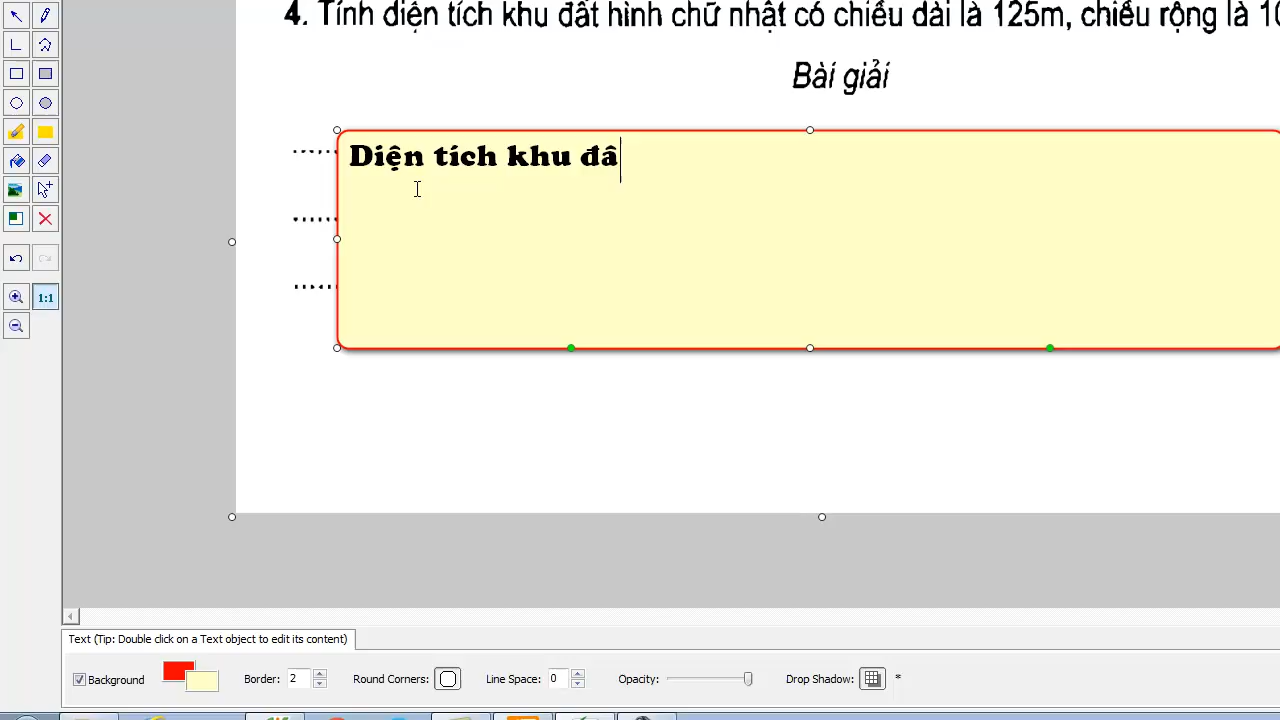 4. Tính diện tích khu đất hình chữ nhật có chiều dài là 125m, chiều rộng là
Bài giải
Diện tích khu đâ
1:1
Text (Tip: Double click on a Text object to edit its content)
Background
Border: 2
Round Corners:
Line Space: 0
Opacity:
Drop Shadow:
*